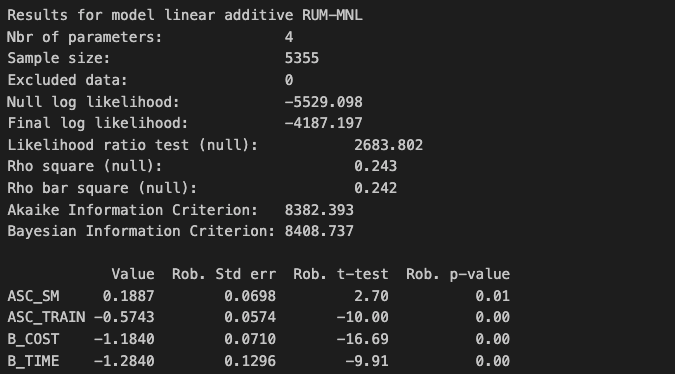 Results for model linear additive RUM-MNL
Nbr of parameters: 4
Sample size: 5355
Excluded data: 0
Null log likelihood: -5529.098
Final log likelihood: -4187.197
Likelihood ratio test (null): 2683.802
Rho square (null): 0.243
Rho bar square (null): 0.242
Akaike Information Criterion: 8382.393
Bayesian Information Criterion: 8408.737
Value Rob. Std err Rob. t-test Rob. p-value
ASC_SM 0.1887 0.0698 2.70 0.01
ASC_TRAIN -0.5743 0.0574 -10.00 0.00
B_COST -1.1840 0.0710 -16.69 0.00
B_TIME -1.2840 0.1296 -9.91 0.00